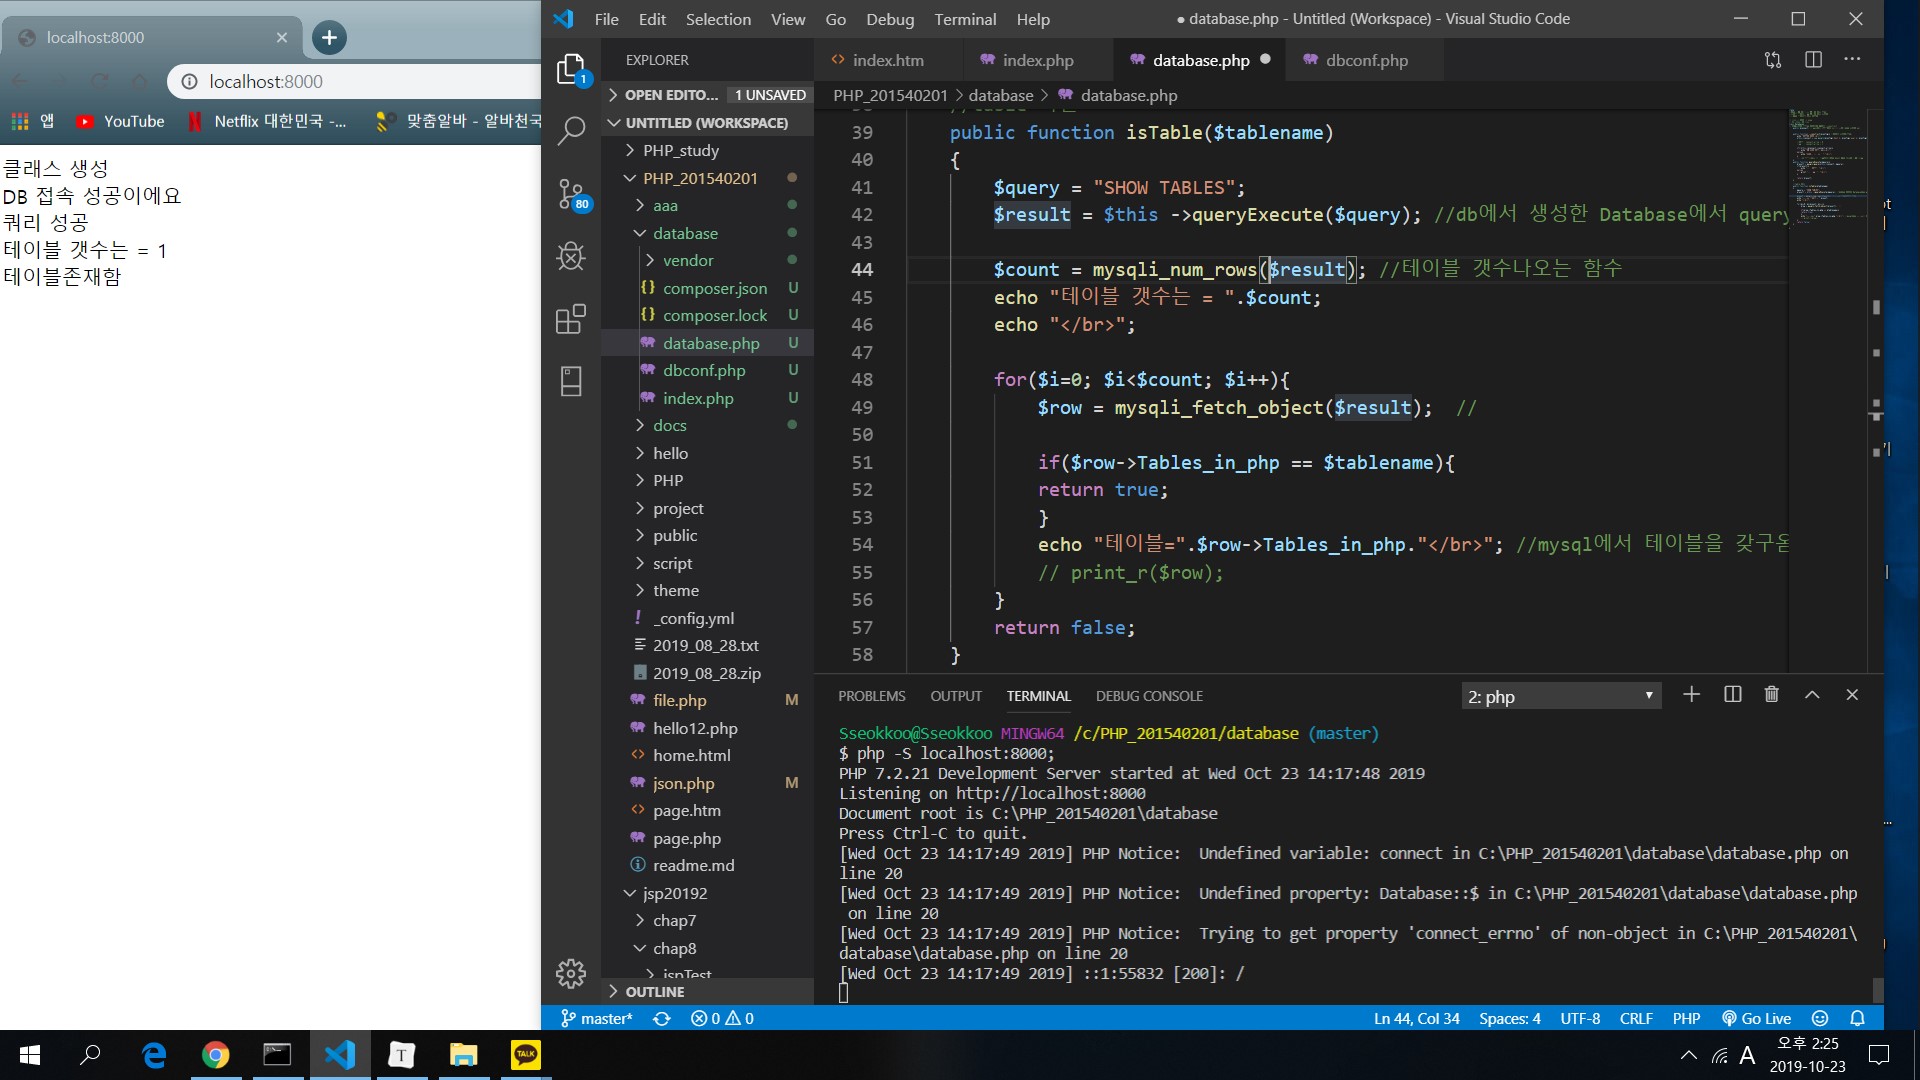 localhost:8000
localhost:8000
앱
YouTube
Netflix 대한민국 -...
맞춤알바 - 알바천국
클래스 생성
DB 접속 성공이에요
쿼리 성공
테이블 갯수는 = 1
테이블존재함
File Edit Selection View Go Debug Terminal Help
● database.php - Untitled (Workspace) - Visual Studio Code
1
80
EXPLORER
OPEN EDITO... 1 UNSAVED
UNTITLED (WORKSPACE)
PHP_study
PHP_201540201
aaa
database
vendor
composer.json U
composer.lock U
database.php U
dbconf.php U
index.php U
docs
hello
PHP
project
public
script
theme
_config.yml
2019_08_28.txt
2019_08_28.zip
file.php M
hello12.php
home.html
json.php M
page.htm
page.php
readme.md
jsp20192
chap7
chap8
jspTest
OUTLINE
index.htm index.php database.php ● dbconf.php
PHP_201540201 > database > database.php
39 public function isTable($tablename)
40 {
41 $query = "SHOW TABLES";
42 $result = $this ->queryExecute($query); //db에서 생성한 Database에서 query
43
44 $count = mysqli_num_rows($result); //테이블 갯수나오는 함수
45 echo "테이블 갯수는 = ".$count;
46 echo "</br>";
47
48 for($i=0; $i<$count; $i++){
49 $row = mysqli_fetch_object($result); //
50
51 if($row->Tables_in_php == $tablename){
52 return true;
53 }
54 echo "테이블=".$row->Tables_in_php."</br>"; //mysql에서 테이블을 갖구온
55 // print_r($row);
56 }
57 return false;
58 }
PROBLEMS OUTPUT TERMINAL DEBUG CONSOLE
2: php
Sseokkoo@Sseokkoo MINGW64 /c/PHP_201540201/database (master)
$ php -S localhost:8000;
PHP 7.2.21 Development Server started at Wed Oct 23 14:17:48 2019
Listening on http://localhost:8000
Document root is C:\PHP_201540201\database
Press Ctrl-C to quit.
[Wed Oct 23 14:17:49 2019] PHP Notice:  Undefined variable: connect in C:\PHP_201540201\database\database.php on
line 20
[Wed Oct 23 14:17:49 2019] PHP Notice:  Undefined property: Database::$ in C:\PHP_201540201\database\database.php
on line 20
[Wed Oct 23 14:17:49 2019] PHP Notice:  Trying to get property 'connect_errno' of non-object in C:\PHP_201540201\
database\database.php on line 20
[Wed Oct 23 14:17:49 2019] ::1:55832 [200]: /
master* 0 0
Ln 44, Col 34 Spaces: 4 UTF-8 CRLF PHP Go Live
T
TALK
A
오후 2:25
2019-10-23